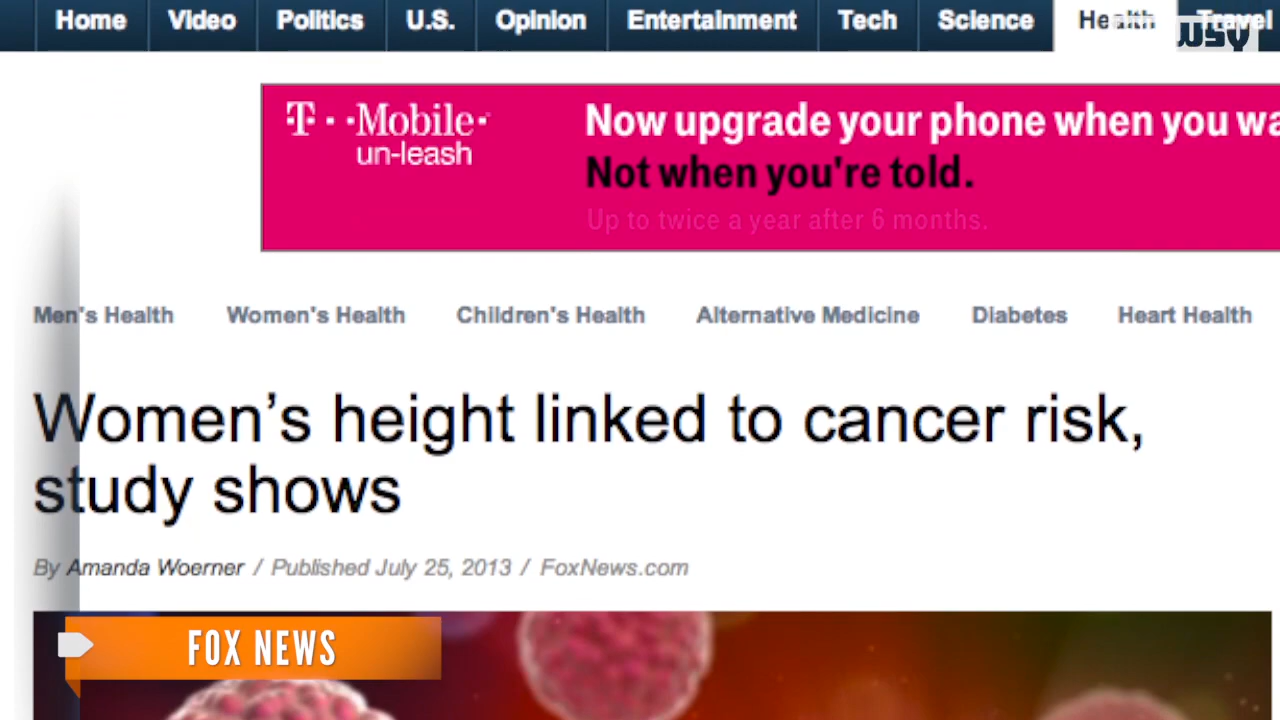 Home Video Politics U.S. Opinion Entertainment Tech Science Health Travel
T··Mobile·
un-leash
Now upgrade your phone when you wa
Not when you're told.
Up to twice a year after 6 months.
Men's Health Women's Health Children's Health Alternative Medicine Diabetes Heart Health
Women's height linked to cancer risk,
study shows
By Amanda Woerner / Published July 25, 2013 / FoxNews.com
FOX NEWS